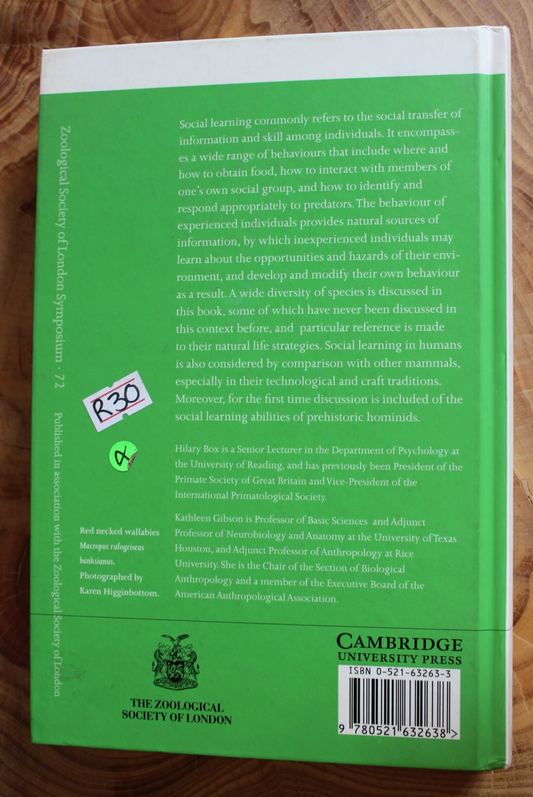 Social learning commonly refers to the social transfer of
information and skill among individuals. It encompass-
es a wide range of behaviours that include where and
how to obtain food, how to interact with members of
one's own social group, and how to identify and
respond appropriately to predators. The behaviour of
experienced individuals provides natural sources of
information, by which inexperienced individuals may
learn about the opportunities and hazards of their envi-
ronment, and develop and modify their own behaviour
as a result. A wide diversity of species is discussed in
this book, some of which have never been discussed in
this context before, and particular reference is made
to their natural life strategies. Social learning in humans
is also considered by comparison with other mammals,
especially in their technological and craft traditions.
Moreover, for the first time discussion is included of the
social learning abilities of prehistoric hominids.
Hilary Box is a Senior Lecturer in the Department of Psychology at
the University of Reading, and has previously been President of the
Primate Society of Great Britain and Vice-President of the
International Primatological Society.
Kathleen Gibson is Professor of Basic Sciences and Adjunct
Professor of Neurobiology and Anatomy at the University of Texas
Houston, and Adjunct Professor of Anthropology at Rice
University. She is the Chair of the Section of Biological
Anthropology and a member of the Executive Board of the
American Anthropological Association.
Zoological Society of London Symposium · 72
Published in association with the Zoological Society of London
R30
Red necked wallabies
Macropus rufogriseus
banksianus.
Photographed by
Karen Higginbottom.
THE ZOOLOGICAL
SOCIETY OF LONDON
CAMBRIDGE
UNIVERSITY PRESS
ISBN 0-521-63263-3
9 780521 632638 >